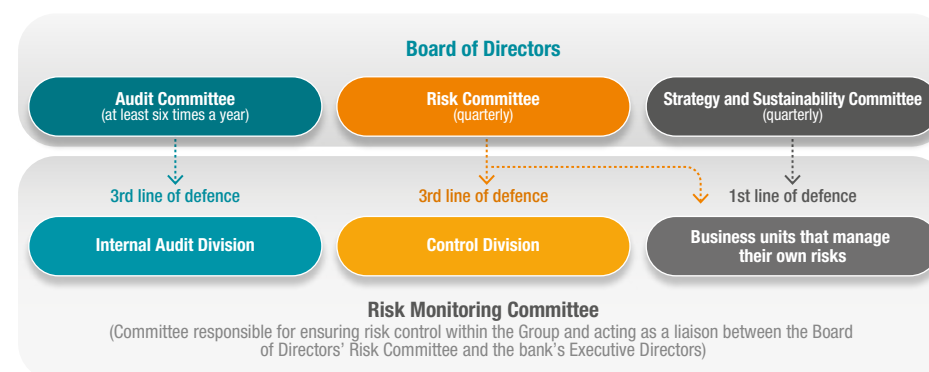 Board of Directors
Audit Committee
(at least six times a year)
Risk Committee
(quarterly)
Strategy and Sustainability Committee
(quarterly)
3rd line of defence
3rd line of defence
1st line of defence
Internal Audit Division
Control Division
Business units that manage
their own risks
Risk Monitoring Committee
(Committee responsible for ensuring risk control within the Group and acting as a liaison between the Board
of Directors' Risk Committee and the bank's Executive Directors)